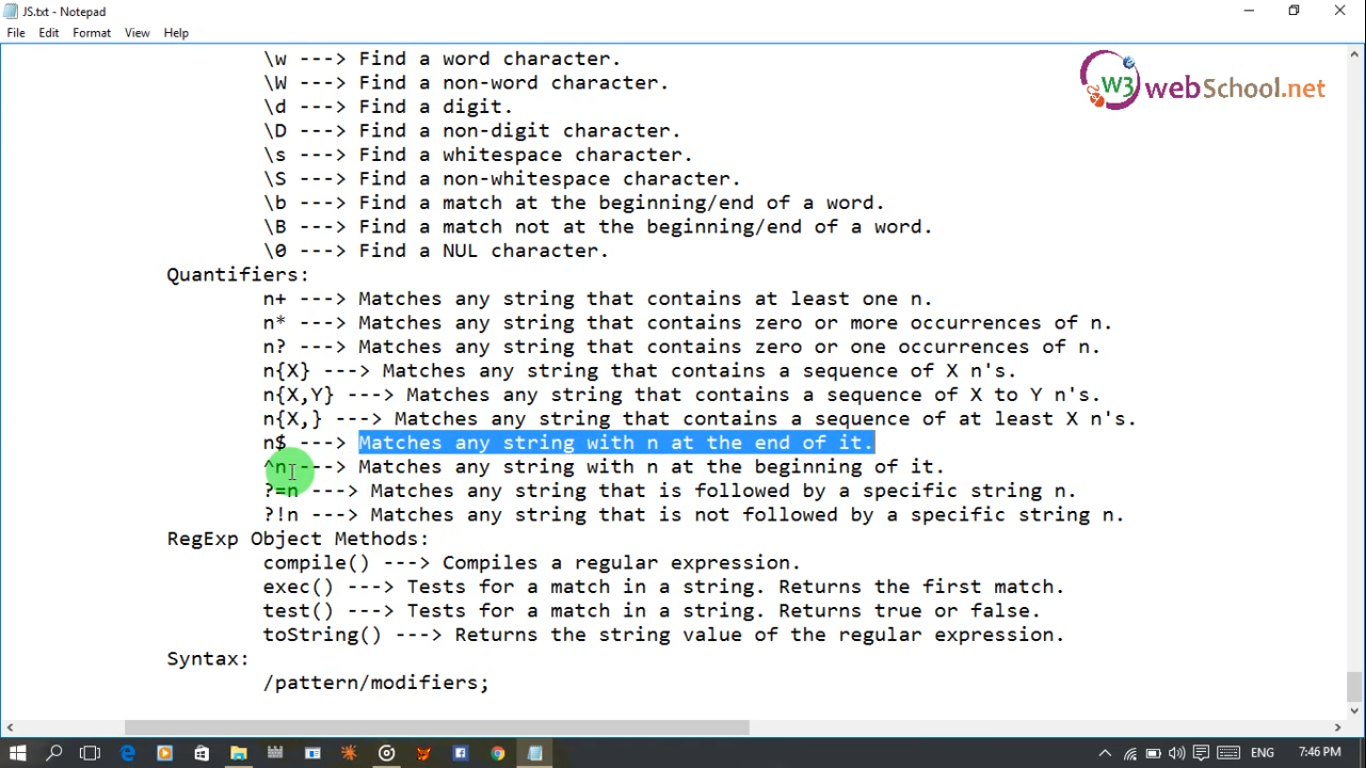 JS.txt - Notepad
File Edit Format View Help
W3 webSchool.net
\w ---> Find a word character.
\W ---> Find a non-word character.
\d ---> Find a digit.
\D ---> Find a non-digit character.
\s ---> Find a whitespace character.
\S ---> Find a non-whitespace character.
\b ---> Find a match at the beginning/end of a word.
\B ---> Find a match not at the beginning/end of a word.
\0 ---> Find a NUL character.
Quantifiers:
n+ ---> Matches any string that contains at least one n.
n* ---> Matches any string that contains zero or more occurrences of n.
n? ---> Matches any string that contains zero or one occurrences of n.
n{X} ---> Matches any string that contains a sequence of X n's.
n{X,Y} ---> Matches any string that contains a sequence of X to Y n's.
n{X,} ---> Matches any string that contains a sequence of at least X n's.
n$ ---> Matches any string with n at the end of it.
^n ---> Matches any string with n at the beginning of it.
?=n ---> Matches any string that is followed by a specific string n.
?!n ---> Matches any string that is not followed by a specific string n.
RegExp Object Methods:
compile() ---> Compiles a regular expression.
exec() ---> Tests for a match in a string. Returns the first match.
test() ---> Tests for a match in a string. Returns true or false.
toString() ---> Returns the string value of the regular expression.
Syntax:
/pattern/modifiers;
ENG 7:46 PM